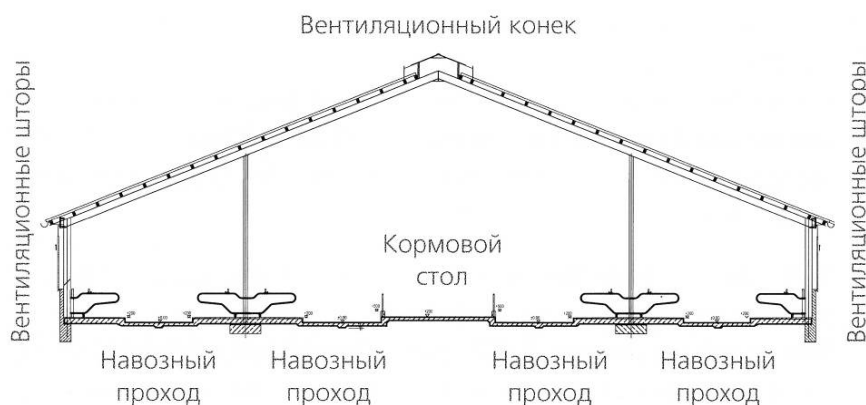 Вентиляционный конек
Вентиляционные шторы
Вентиляционные шторы
Кормовой
стол
Навозный
проход
Навозный
проход
Навозный
проход
Навозный
проход